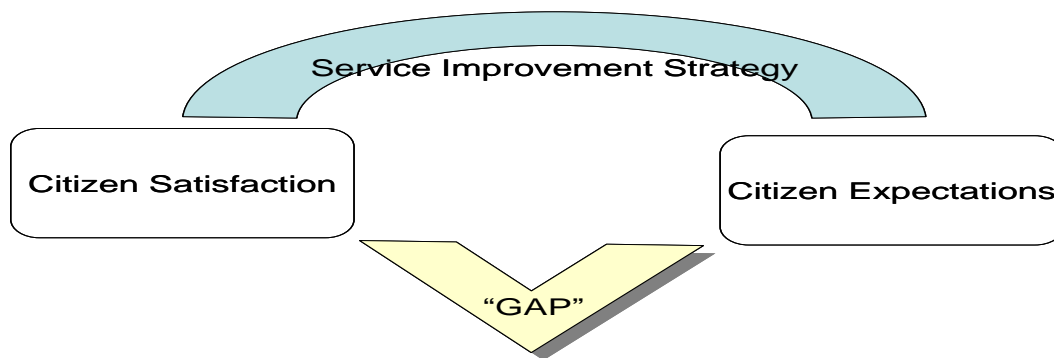 Service Improvement Strategy
Citizen Satisfaction
Citizen Expectations
“GAP”